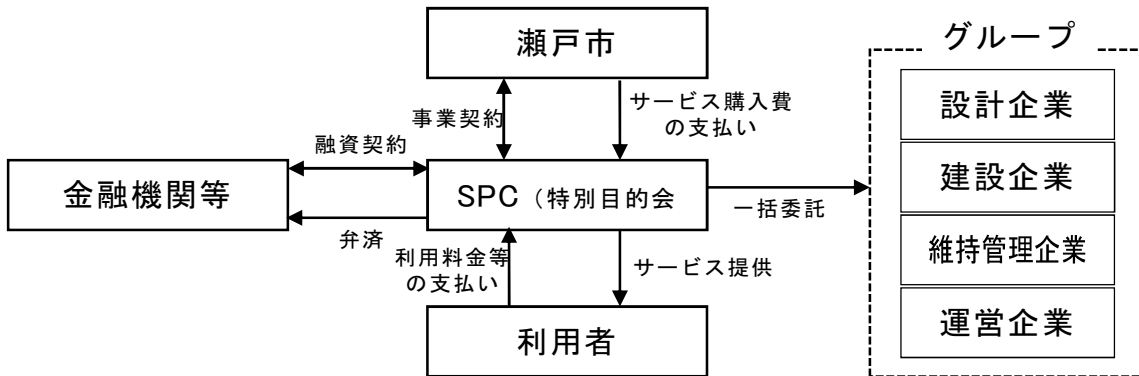 瀬戸市
グループ
設計企業
建設企業
維持管理企業
運営企業
事業契約
サービス購入費
の支払い
融資契約
金融機関等
SPC（特別目的会
一括委託
弁済
利用料金等
の支払い
サービス提供
利用者